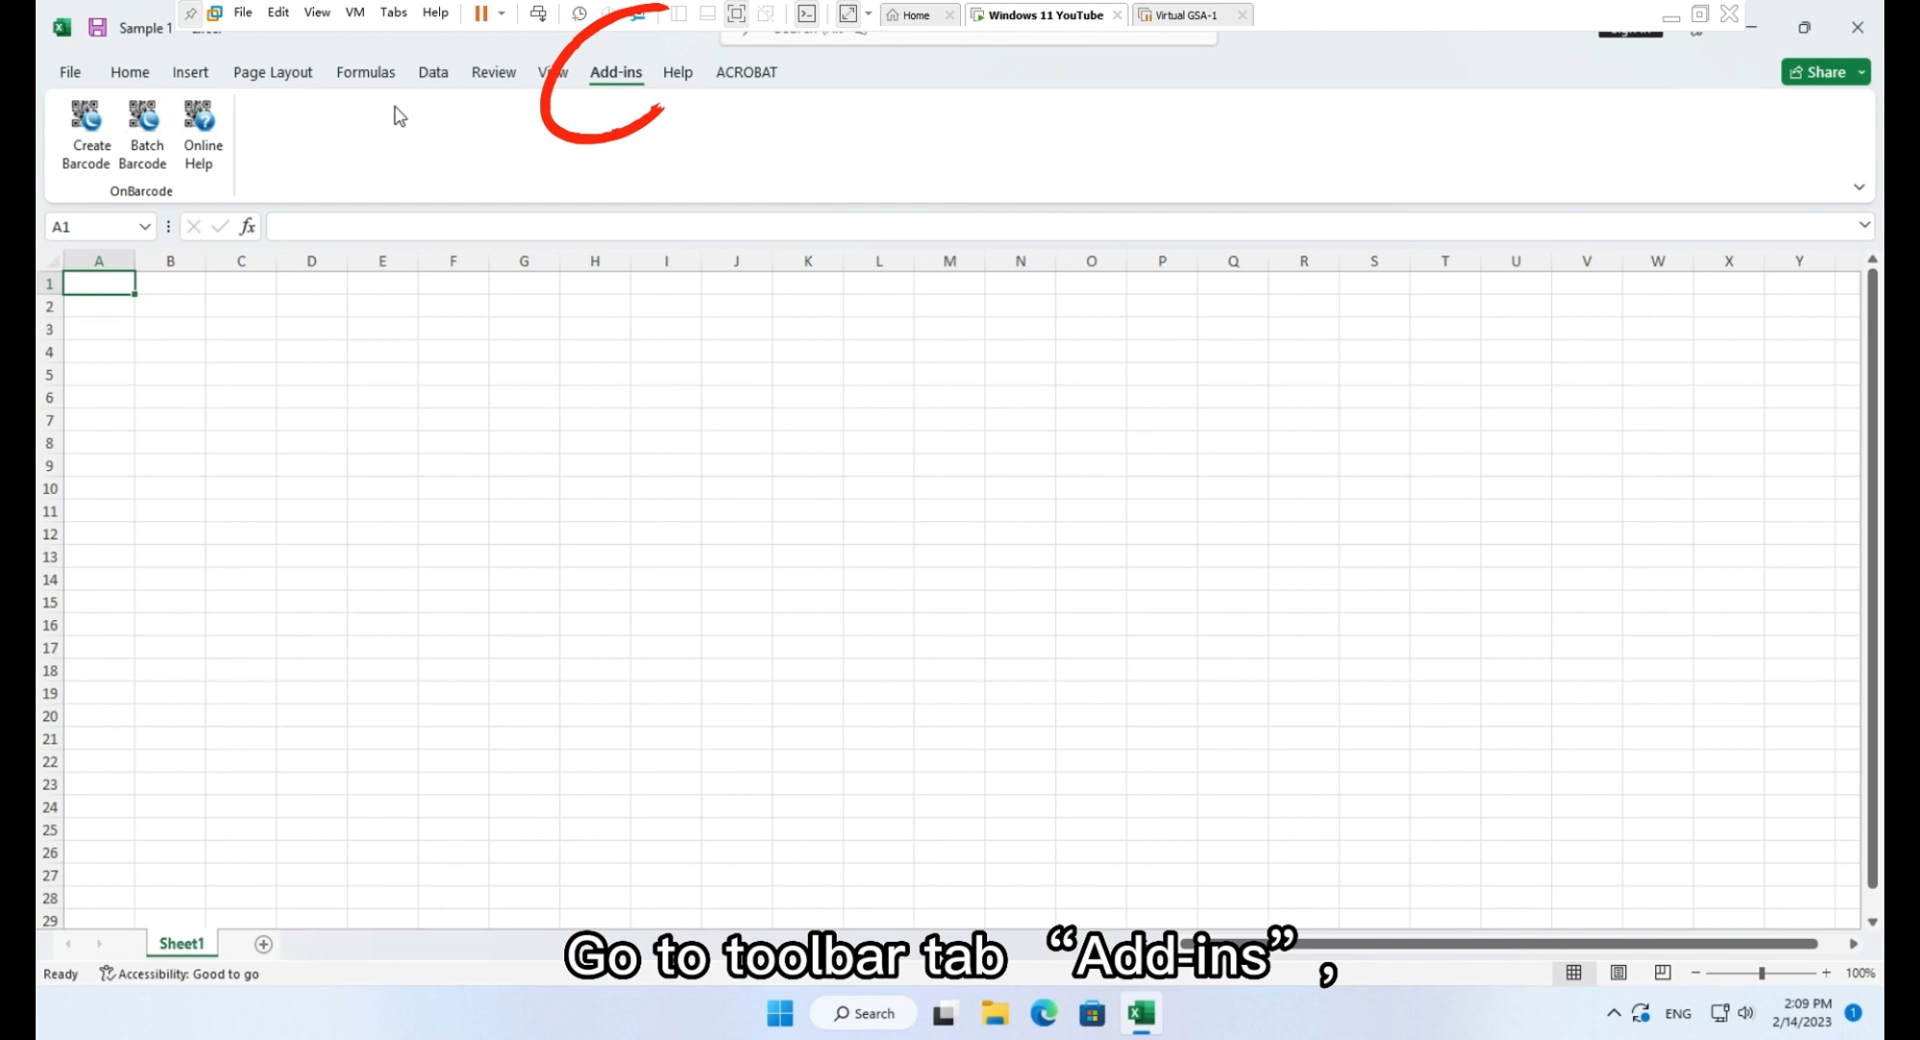 File Edit View VM Tabs Help Home Windows 11 YouTube Virtual GSA-1
Sample 1
File Home Insert Page Layout Formulas Data Review View Add-ins Help ACROBAT Share
Create Barcode
Batch Barcode
Online Help
OnBarcode
A1 fx
A B C D E F G H I J K L M N O P Q R S T U V W X Y
1
2
3
4
5
6
7
8
9
10
11
12
13
14
15
16
17
18
19
20
21
22
23
24
25
26
27
28
29
Sheet1
Go to toolbar tab “Add-ins”,
Ready Accessibility: Good to go 100%
Search ENG 2:09 PM
2/14/2023 1